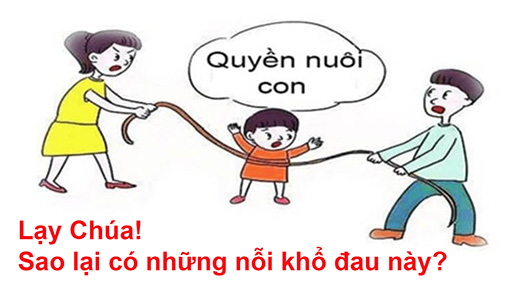 Quyền nuôi
con
Lạy Chúa!
Sao lại có những nỗi khổ đau này?